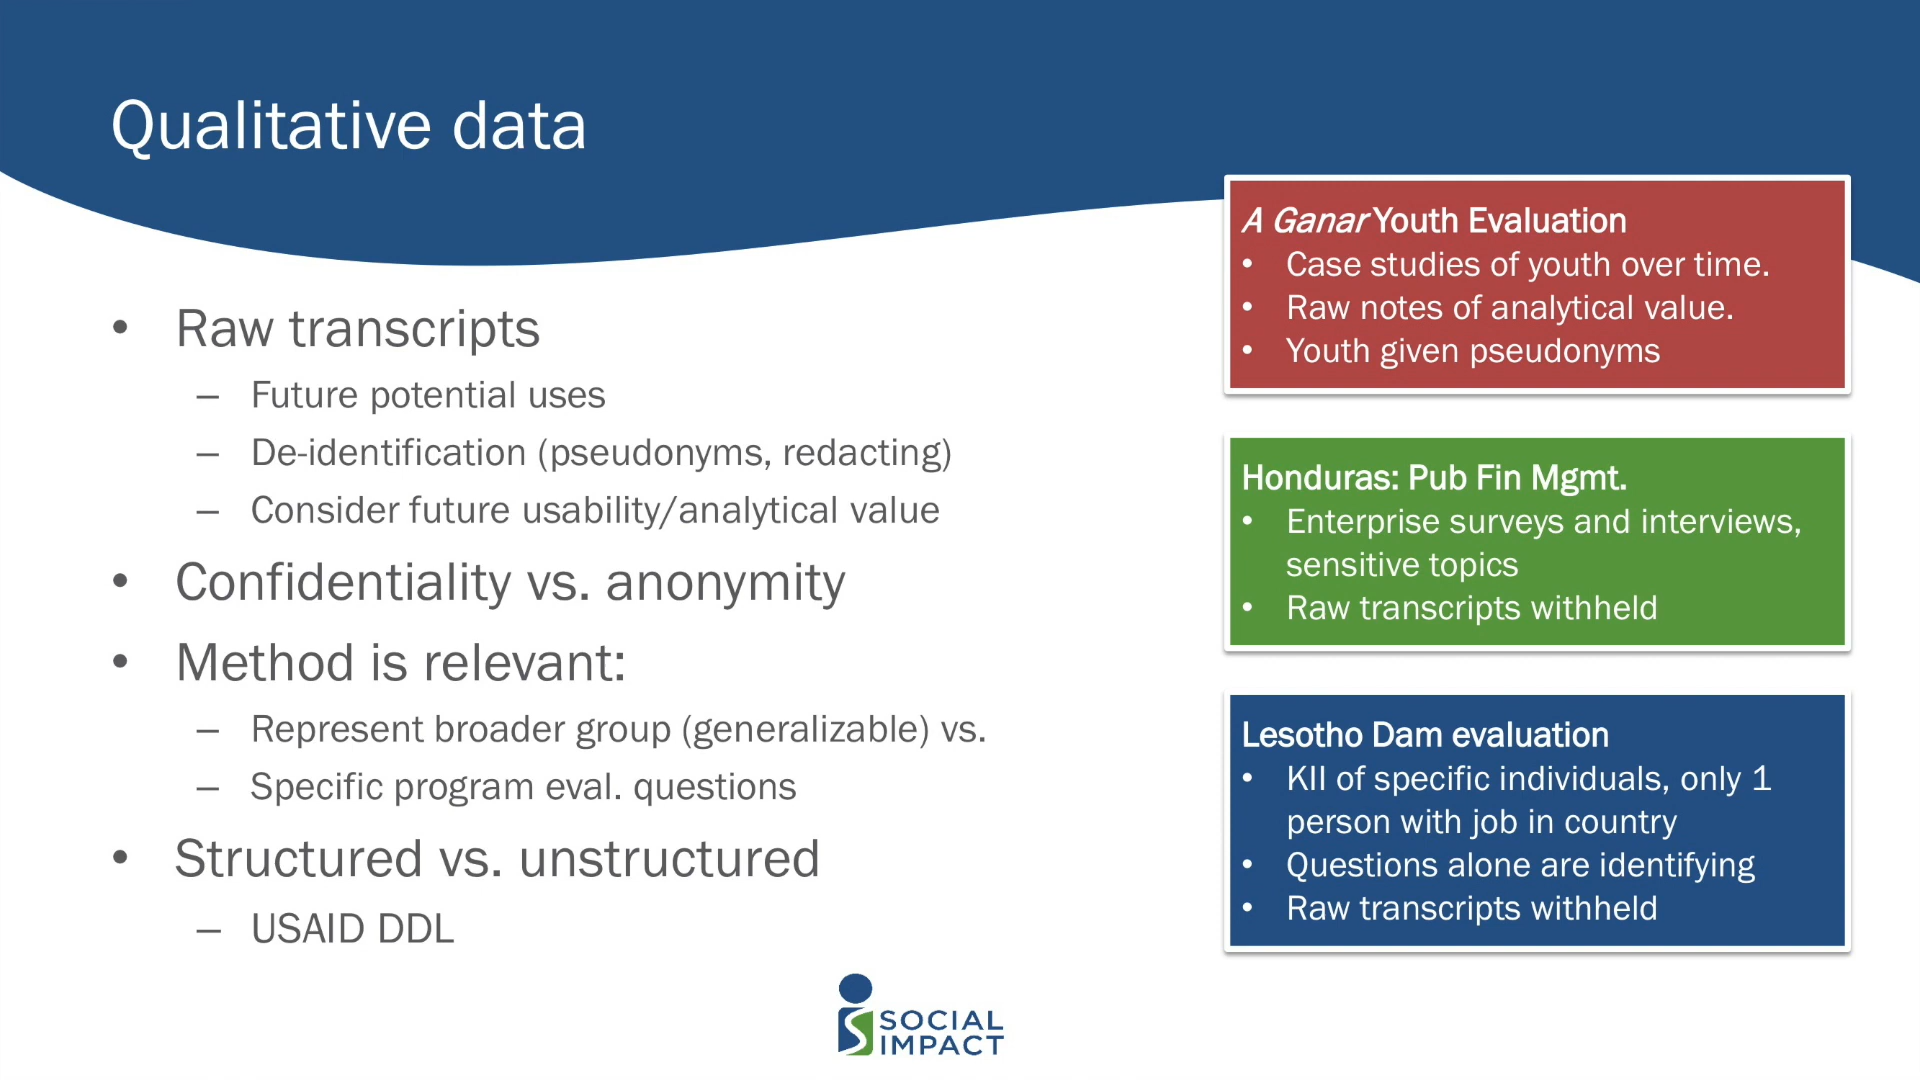 Qualitative data
• Raw transcripts
– Future potential uses
– De-identification (pseudonyms, redacting)
– Consider future usability/analytical value
• Confidentiality vs. anonymity
• Method is relevant:
– Represent broader group (generalizable) vs.
– Specific program eval. questions
• Structured vs. unstructured
– USAID DDL
A Ganar Youth Evaluation
• Case studies of youth over time.
• Raw notes of analytical value.
• Youth given pseudonyms
Honduras: Pub Fin Mgmt.
• Enterprise surveys and interviews,
sensitive topics
• Raw transcripts withheld
Lesotho Dam evaluation
• KII of specific individuals, only 1
person with job in country
• Questions alone are identifying
• Raw transcripts withheld
SOCIAL
IMPACT